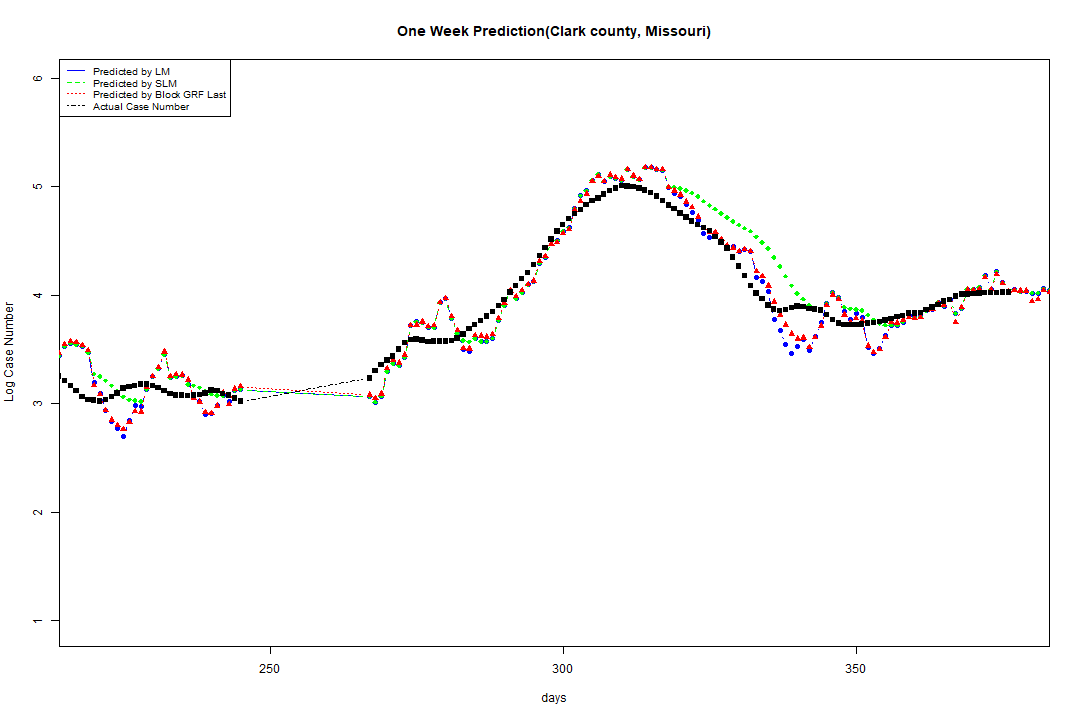 One Week Prediction(Clark county, Missouri)
Predicted by LM
Predicted by SLM
Predicted by Block GRF Last
Actual Case Number
6
5
4
3
2
1
Log Case Number
250
300
350
days